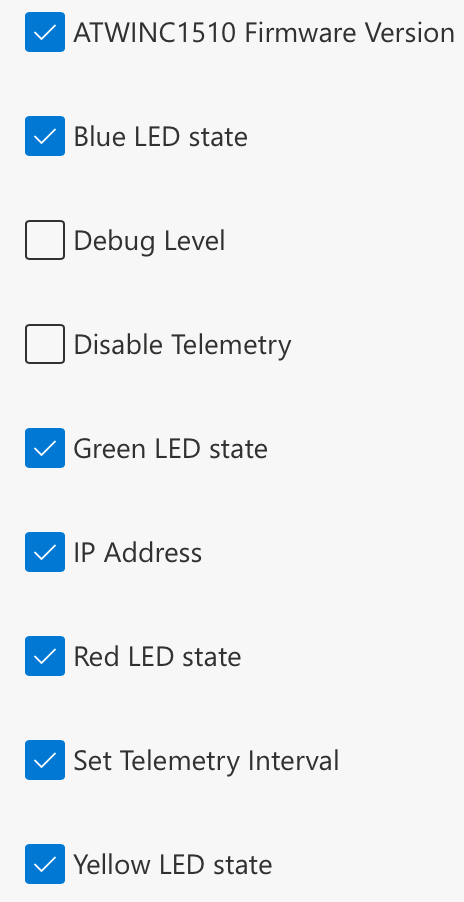 ATWINC1510 Firmware Version
Blue LED state
Debug Level
Disable Telemetry
Green LED state
IP Address
Red LED state
Set Telemetry Interval
Yellow LED state